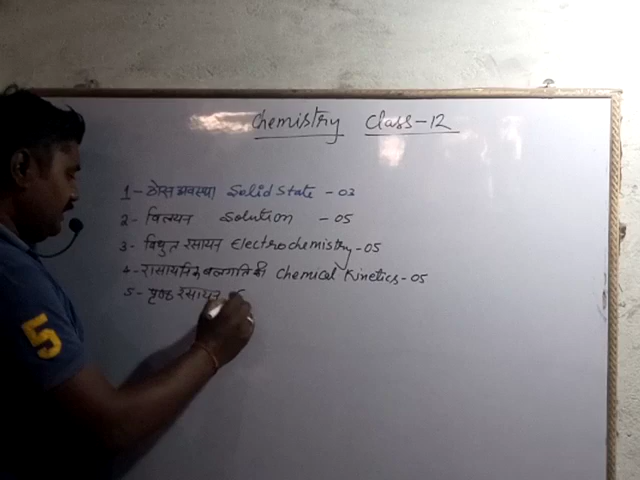 Chemistry Class-12
1- ठोस अवस्था Solid State - 03
2- विलयन Solution - 05
3- विधुत रसायन Electrochemistry - 05
4- रासायनिक बलगतिकी Chemical Kinetics - 05
5- पृष्ठ रसायन
5